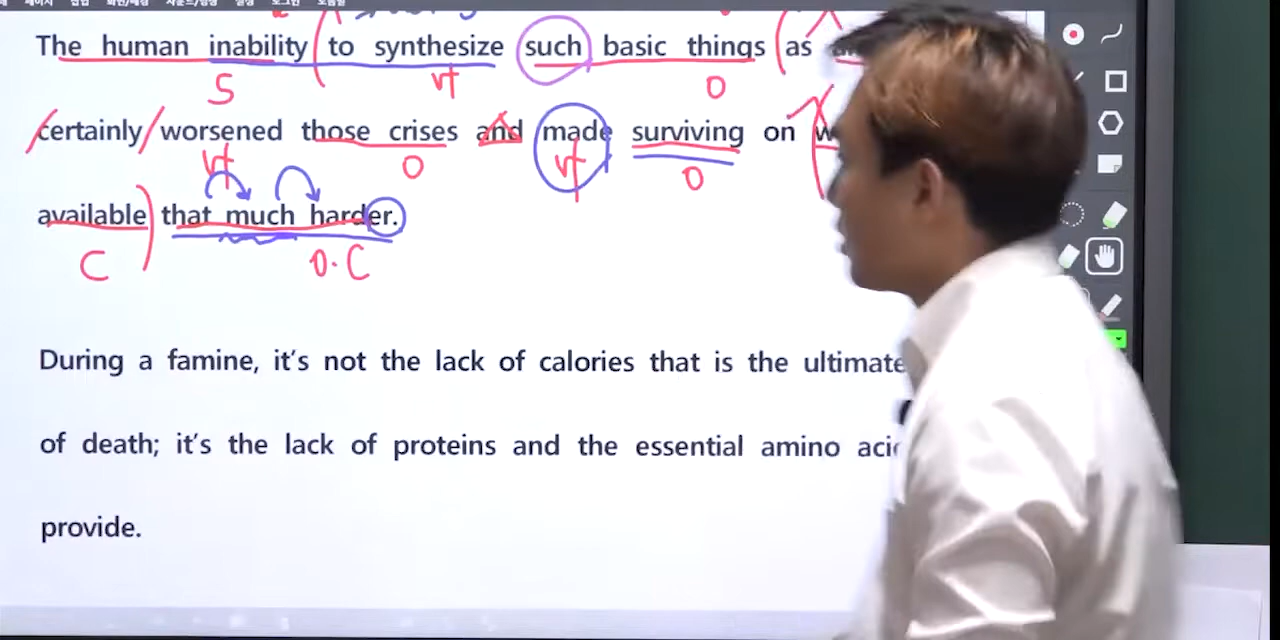 The human inability to synthesize such basic things as
S vt O
certainly worsened those crises and made surviving on
vt O vt O
available that much harder.
C O·C
During a famine, it's not the lack of calories that is the ultimate
of death; it's the lack of proteins and the essential amino
provide.